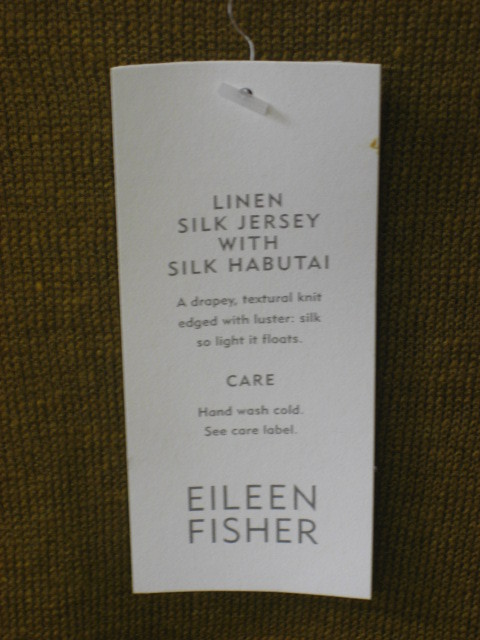 LINEN
SILK JERSEY
WITH
SILK HABUTAI
A drapey, textural knit
edged with luster: silk
so light it floats.
CARE
Hand wash cold.
See care label.
EILEEN
FISHER